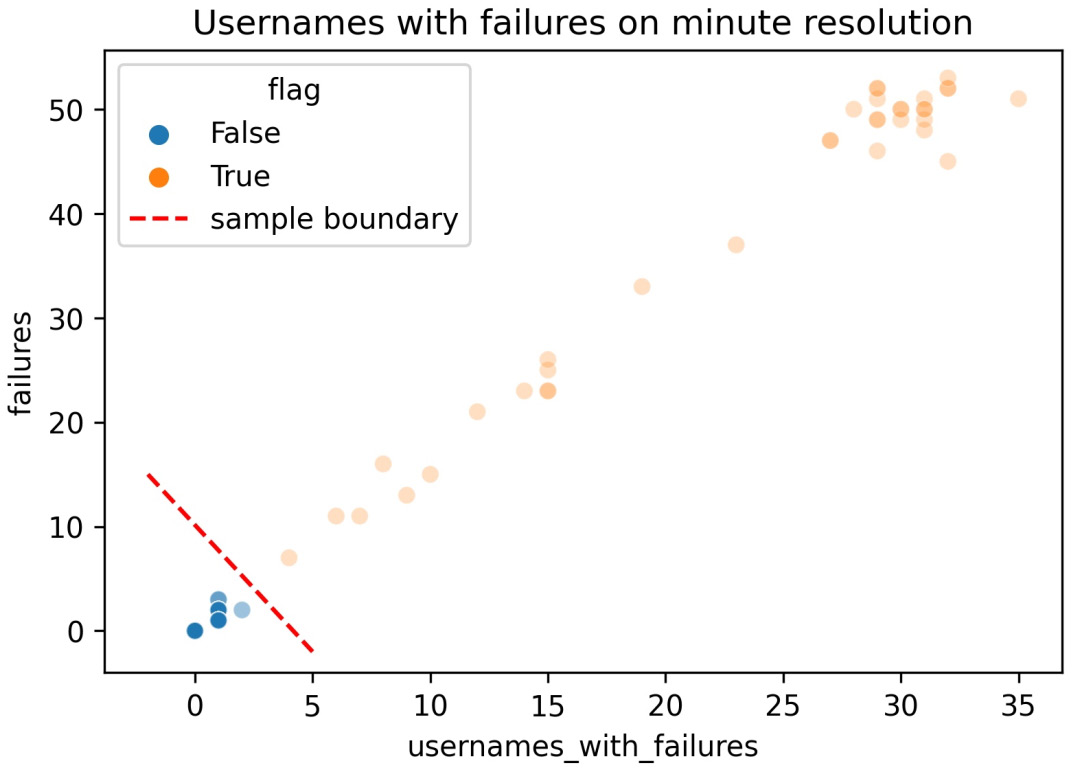 Usernames with failures on minute resolution
flag
False
True
sample boundary
failures
50
40
30
20
10
0
0 5 10 15 20 25 30 35
usernames_with_failures